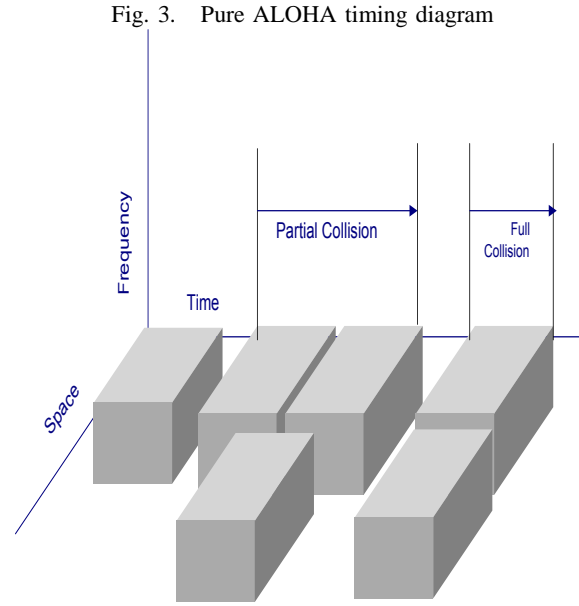 Fig. 3. Pure ALOHA timing diagram
Frequency
Partial Collision
Full
Collision
Time
Space